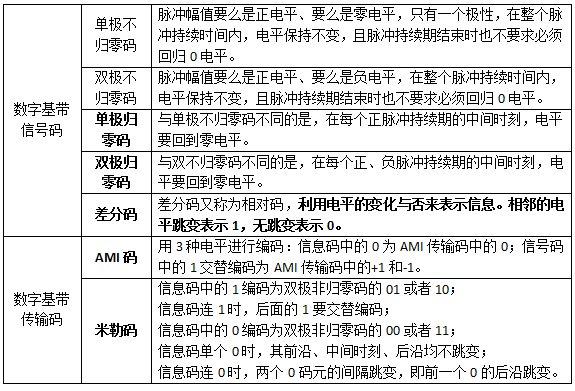 数字基带
信号码
单极不
归零码
脉冲幅值要么是正电平、要么是零电平，只有一个极性，在整个脉
冲持续时间内，电平保持不变，且脉冲持续期结束时也不要求必须
回归 0 电平。
双极不
归零码
脉冲幅值要么是正电平、要么是负电平，在整个脉冲持续时间内，
电平保持不变，且脉冲持续期结束时也不要求必须回归 0 电平。
单极归
零码
与单极不归零码不同的是，在每个正脉冲持续期的中间时刻，电平
要回到零电平。
双极归
零码
与双不归零码不同的是，在每个正、负脉冲持续期的中间时刻，电
平要回到零电平。
差分码
差分码又称为相对码，利用电平的变化与否来表示信息。相邻的电
平跳变表示 1，无跳变表示 0。
数字基带
传输码
AMI 码
用 3 种电平进行编码：信息码中的 0 为 AMI 传输码中的 0；信号码
中的 1 交替编码为 AMI 传输码中的+1 和-1。
米勒码
信息码中的 1 编码为双极非归零码的 01 或者 10；
信息码连 1 时，后面的 1 要交替编码；
信息码中的 0 编码为双极非归零码的 00 或者 11；
信息码单个 0 时，其前沿、中间时刻、后沿均不跳变；
信息码连 0 时，两个 0 码元的间隔跳变，即前一个 0 的后沿跳变。